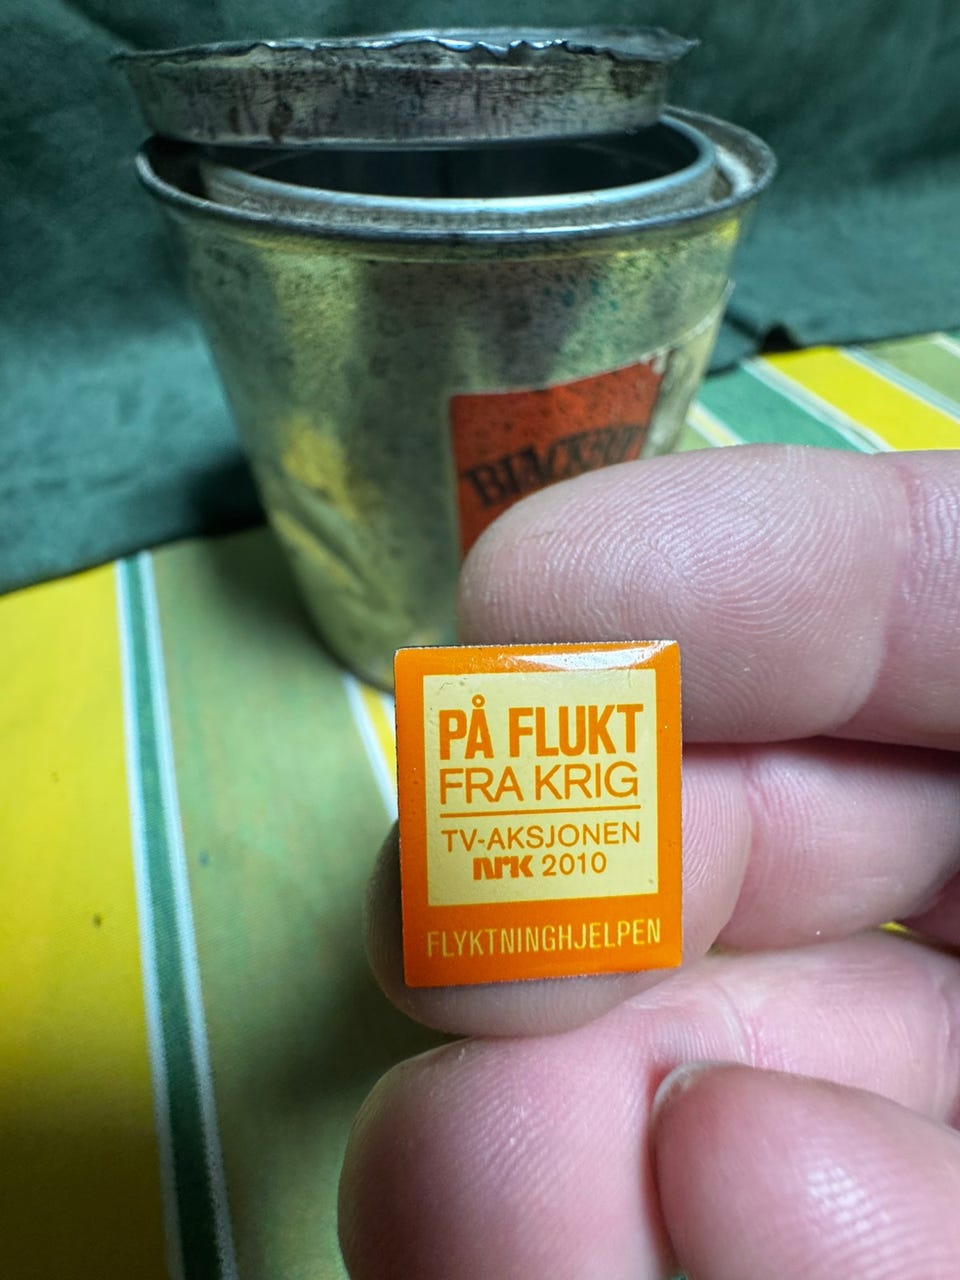 PÅ FLUKT
FRA KRIG
TV-AKSJONEN
NRK 2010
FLYKTNINGHJELPEN